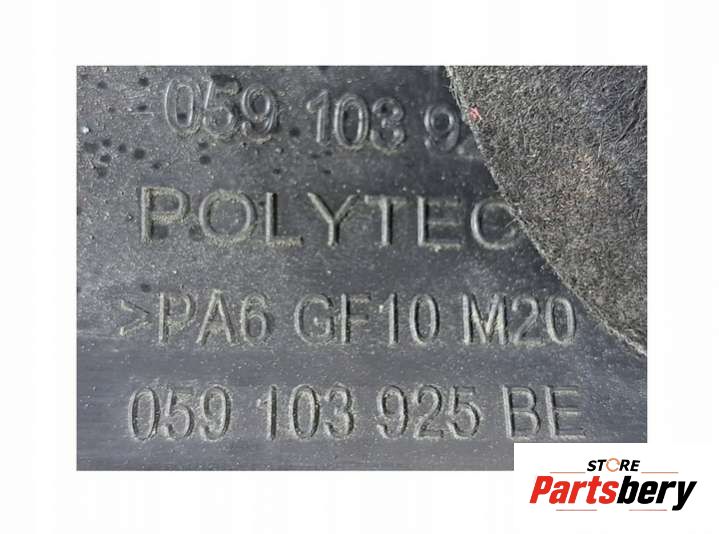 059 103 9
POLYTEC
>PA6 GF10 M20
059 103 925 BE
STORE
Partsbery